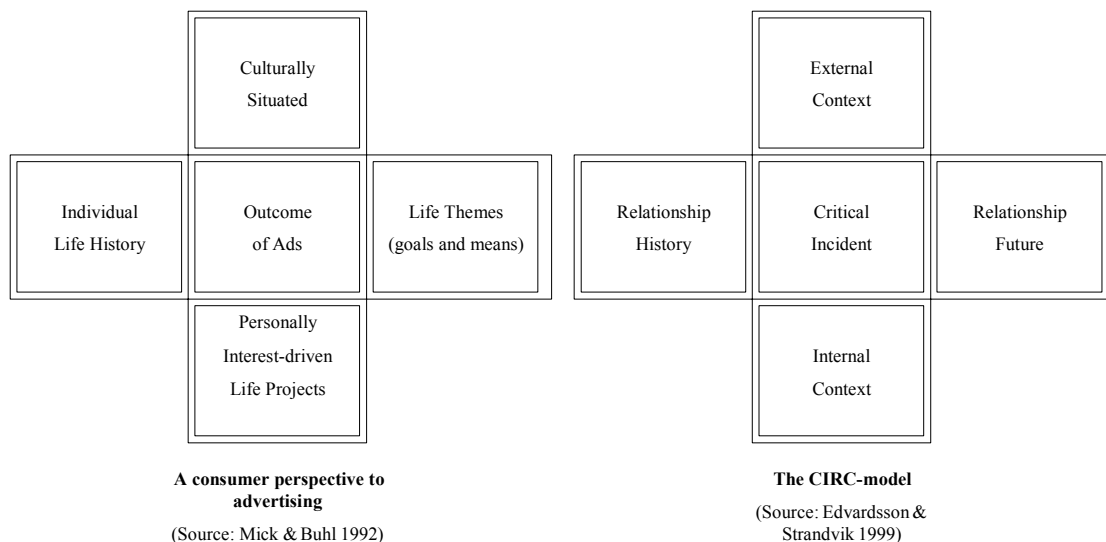 Culturally
Situated
Individual
Life History
Outcome
of Ads
Life Themes
(goals and means)
Personally
Interest-driven
Life Projects
A consumer perspective to
advertising
(Source: Mick & Buhl 1992)
External
Context
Relationship
History
Critical
Incident
Relationship
Future
Internal
Context
The CIRC-model
(Source: Edvardsson &
Strandvik 1999)